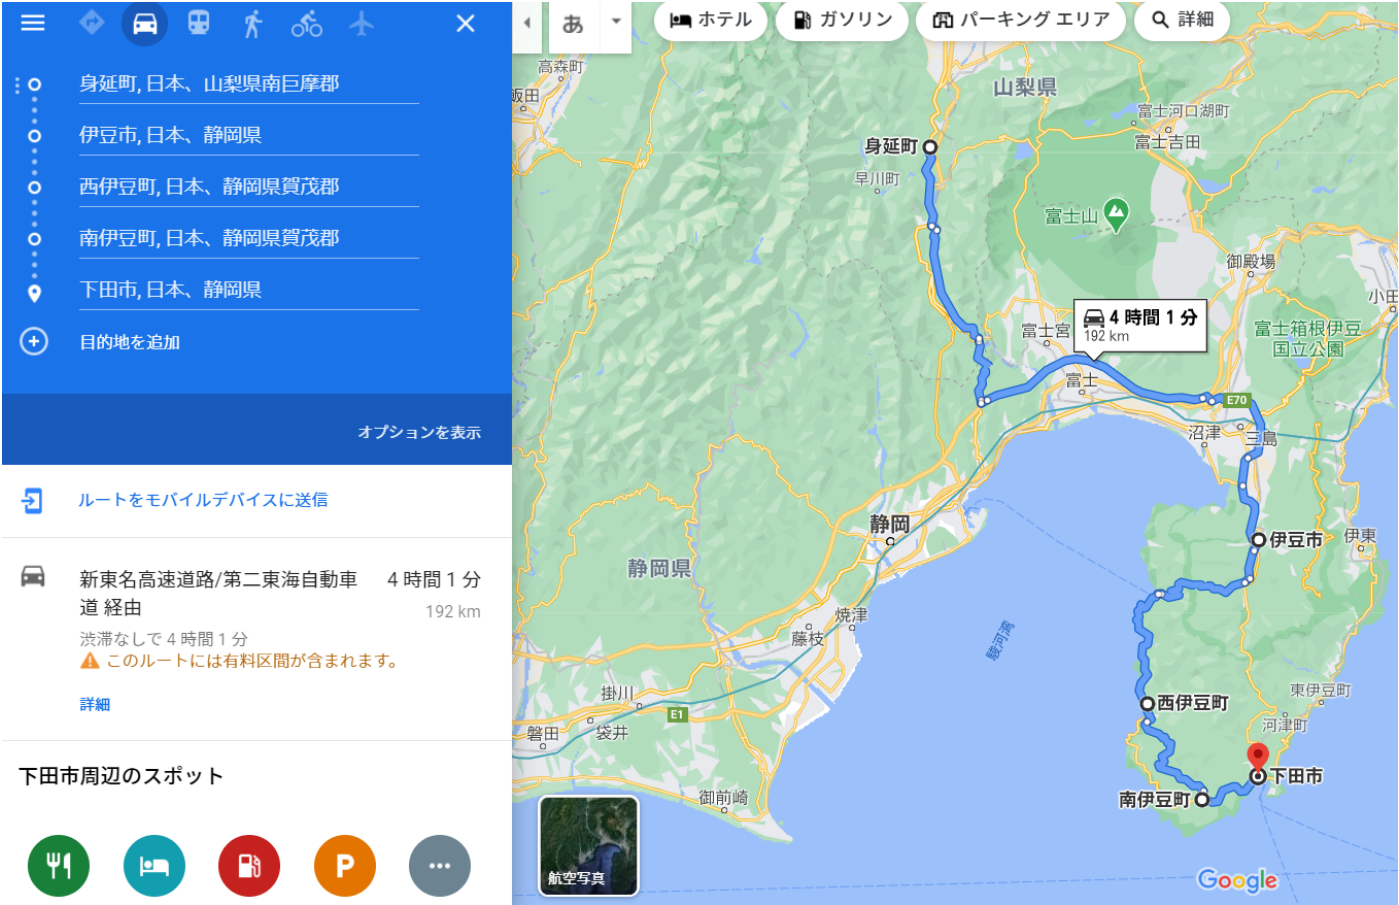 身延町, 日本、山梨県南巨摩郡
伊豆市, 日本、静岡県
西伊豆町, 日本、静岡県賀茂郡
南伊豆町, 日本、静岡県賀茂郡
下田市, 日本、静岡県
目的地を追加
オプションを表示
ルートをモバイルデバイスに送信
新東名高速道路/第二東海自動車
道 経由
4 時間 1 分
192 km
渋滞なしで 4 時間 1 分
このルートには有料区間が含まれます。
詳細
下田市周辺のスポット
P
あ
ホテル
ガソリン
パーキング エリア
詳細
高森町
飯田
山梨県
富士河口湖町
富士吉田
身延町
早川町
富士山
御殿場
小田
4 時間 1 分
192 km
富士宮
富士箱根伊豆
国立公園
富士
E70
沼津
三島
静岡
伊豆市
伊東
静岡県
焼津
藤枝
駿河湾
掛川
E1
西伊豆町
東伊豆町
河津町
磐田
袋井
下田市
南伊豆町
御前崎
航空写真
Google